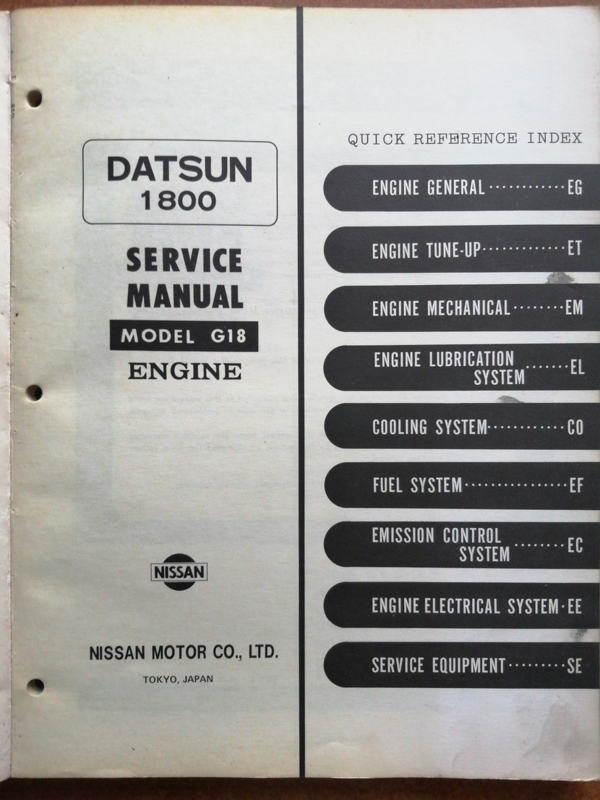 DATSUN
1800
SERVICE
MANUAL
MODEL G18
ENGINE
NISSAN
NISSAN MOTOR CO., LTD.
TOKYO, JAPAN
QUICK REFERENCE INDEX
ENGINE GENERAL ············ EG
ENGINE TUNE-UP ············· ET
ENGINE MECHANICAL ········ EM
ENGINE LUBRICATION
SYSTEM ······· EL
COOLING SYSTEM ············ CO
FUEL SYSTEM ················ EF
EMISSION CONTROL
SYSTEM ········ EC
ENGINE ELECTRICAL SYSTEM · EE
SERVICE EQUIPMENT ········· SE